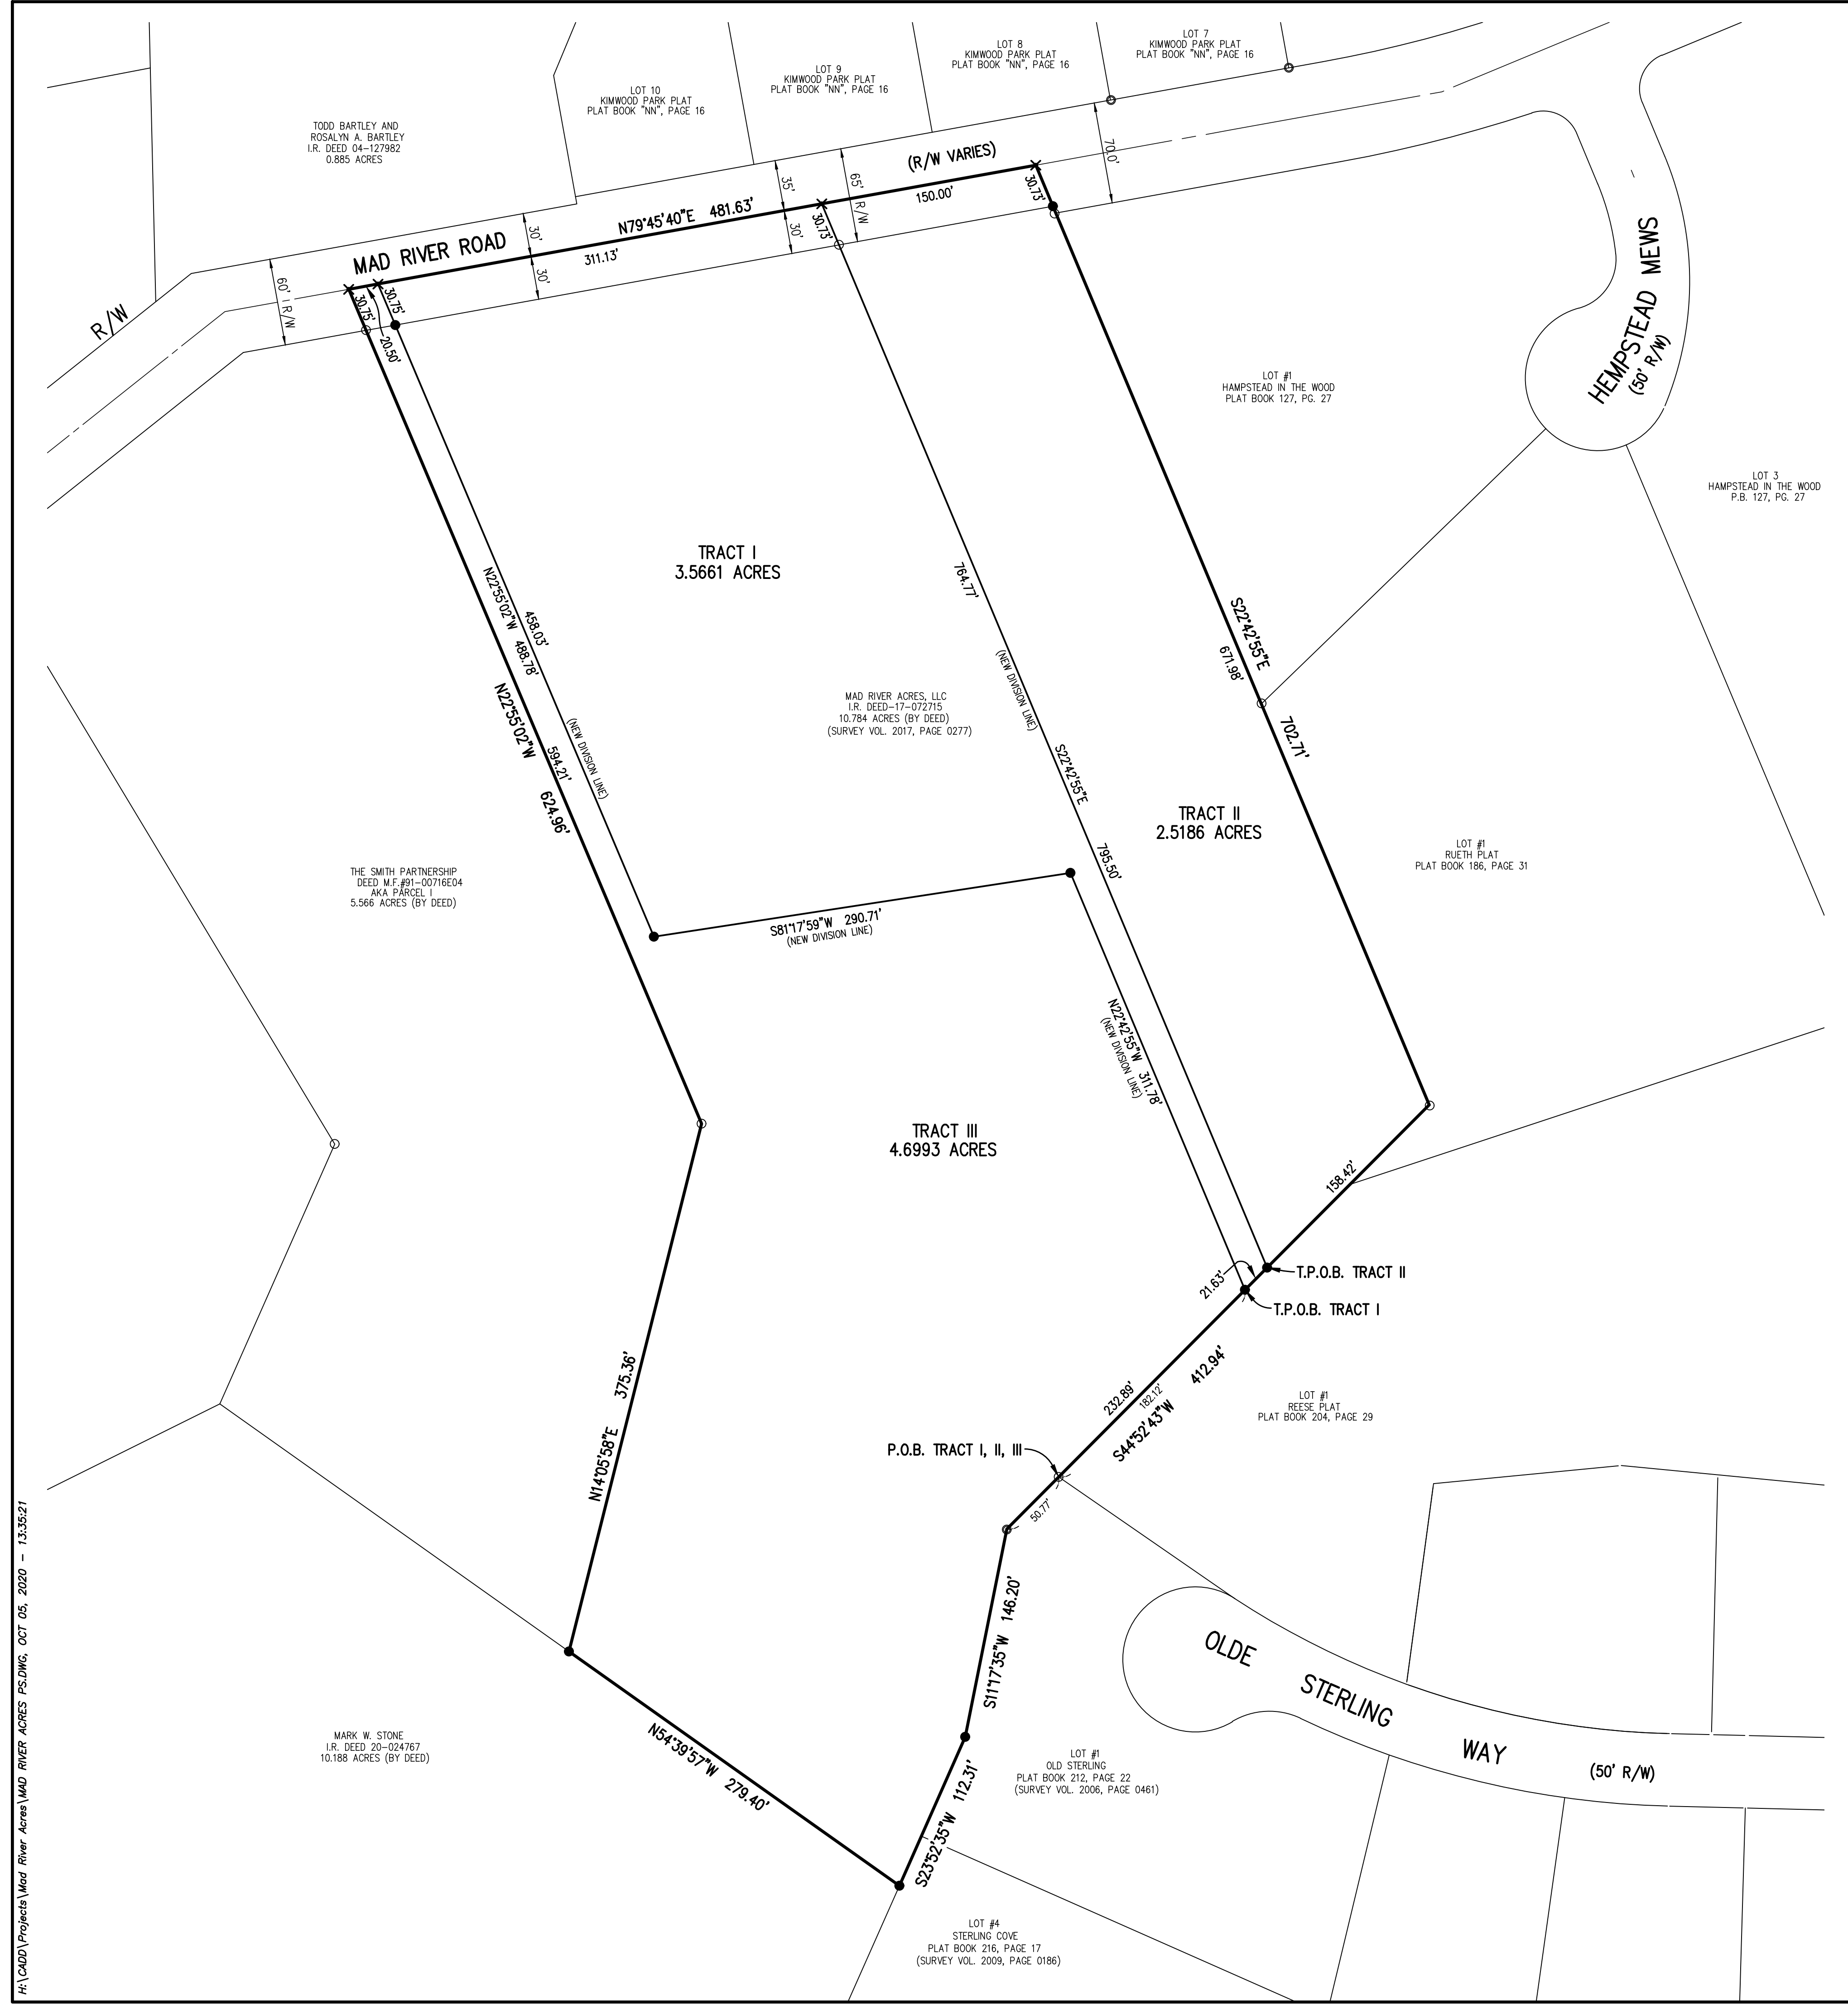 LOT 7
KIMWOOD PARK PLAT
PLAT BOOK "NN", PAGE 16
LOT 8
KIMWOOD PARK PLAT
PLAT BOOK "NN", PAGE 16
LOT 9
KIMWOOD PARK PLAT
PLAT BOOK "NN", PAGE 16
LOT 10
KIMWOOD PARK PLAT
PLAT BOOK "NN", PAGE 16
TODD BARTLEY AND
ROSALYN A. BARTLEY
I.R. DEED 04-127982
0.885 ACRES
(R/W VARIES)
70.0'
35'
65' R/W
30.73'
150.00'
N79°45'40"E 481.63'
30.73'
30'
30'
MAD RIVER ROAD
311.13'
30'
60' R/W
30.75'
30.75'
20.50'
R/W
HEMPSTEAD MEWS
(50' R/W)
LOT #1
HAMPSTEAD IN THE WOOD
PLAT BOOK 127, PG. 27
LOT 3
HAMPSTEAD IN THE WOOD
P.B. 127, PG. 27
TRACT I
3.5661 ACRES
764.77'
N22°55'02"W 488.78'
458.03'
S22°42'55"E
671.98'
702.71'
(NEW DIVISION LINE)
MAD RIVER ACRES, LLC
I.R. DEED-17-072715
10.784 ACRES (BY DEED)
(SURVEY VOL. 2017, PAGE 0277)
N22°55'02"W 624.96'
594.21'
(NEW DIVISION LINE)
S22°42'55"E 795.50'
TRACT II
2.5186 ACRES
LOT #1
RUETH PLAT
PLAT BOOK 186, PAGE 31
THE SMITH PARTNERSHIP
DEED M.F.#91-00716E04
AKA PARCEL I
5.566 ACRES (BY DEED)
S81°17'59"W 290.71'
(NEW DIVISION LINE)
N22°42'55"W 311.78'
(NEW DIVISION LINE)
TRACT III
4.6993 ACRES
158.42'
T.P.O.B. TRACT II
21.63'
T.P.O.B. TRACT I
375.36'
N14°05'58"E
412.94'
232.89'
182.12'
S44°52'43"W
LOT #1
REESE PLAT
PLAT BOOK 204, PAGE 29
P.O.B. TRACT I, II, III
50.77'
S11°17'35"W 146.20'
OLDE STERLING WAY (50' R/W)
MARK W. STONE
I.R. DEED 20-024767
10.188 ACRES (BY DEED)
N54°39'57"W 279.40'
LOT #1
OLD STERLING
PLAT BOOK 212, PAGE 22
(SURVEY VOL. 2006, PAGE 0461)
S23°52'35"W 112.31'
LOT #4
STERLING COVE
PLAT BOOK 216, PAGE 17
(SURVEY VOL. 2009, PAGE 0186)
H:\CADD\Projects\Mad River Acres\MAD RIVER ACRES PS.DWG, OCT 05, 2020 - 13:35:21